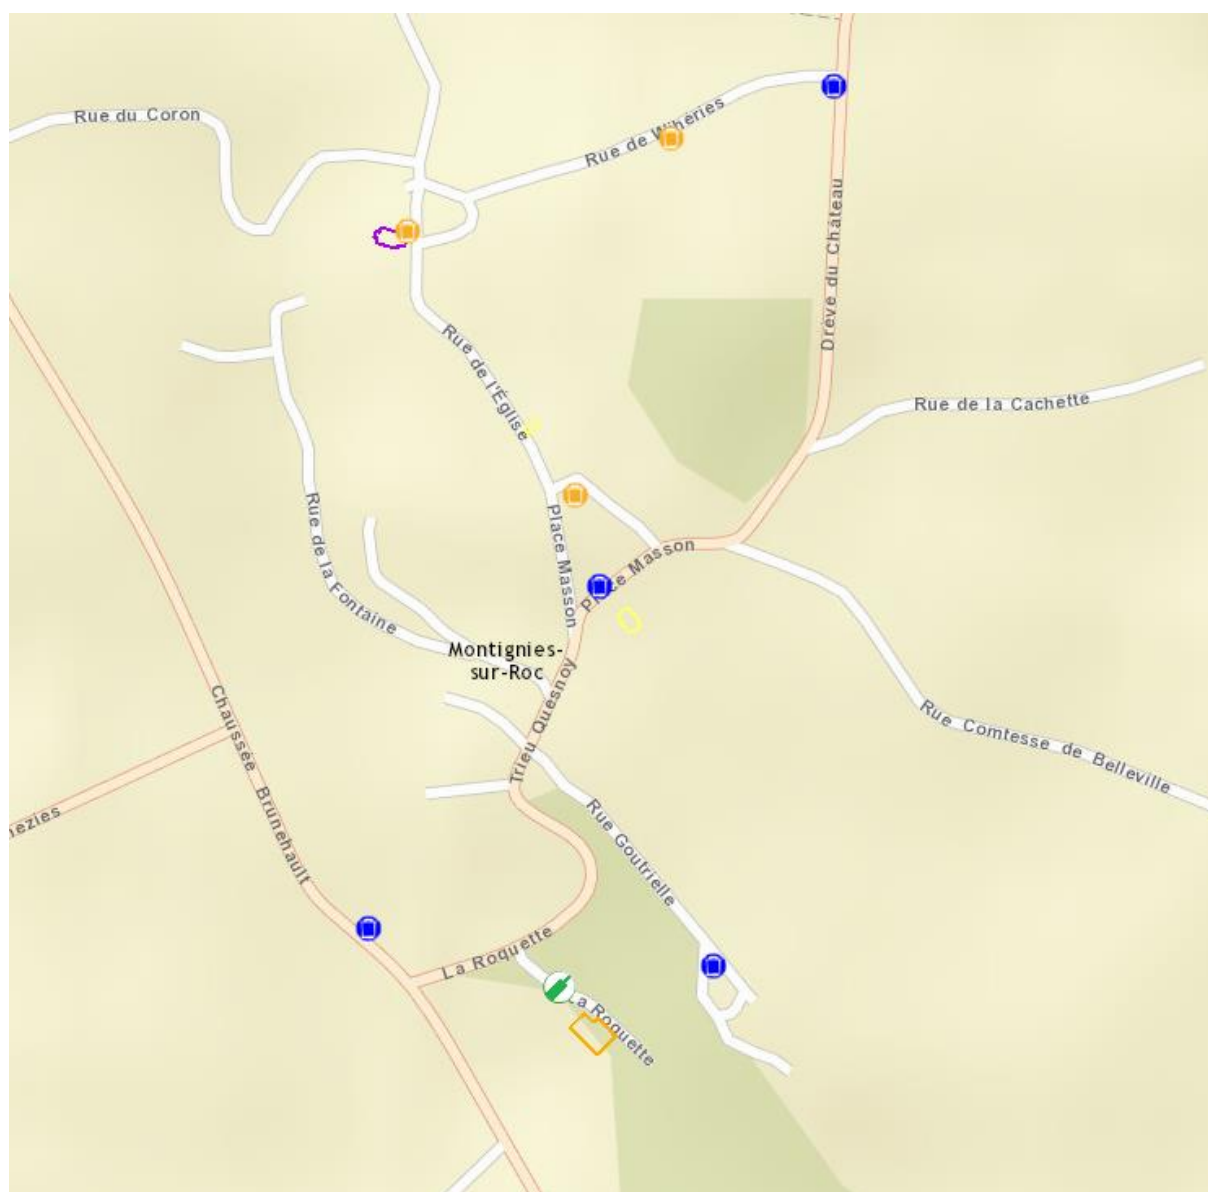 Rue du Coron
Rue de Wihéries
Drève du Château
Rue de l'Église
Rue de la Cachette
Place Masson
Rue de la Fontaine
Place Masson
Montignies-
sur-Roc
Trieu Quesnoy
Chaussée Brunehault
Rue Comtesse de Belleville
Rue Goutrielle
La Roquette
La Roquette